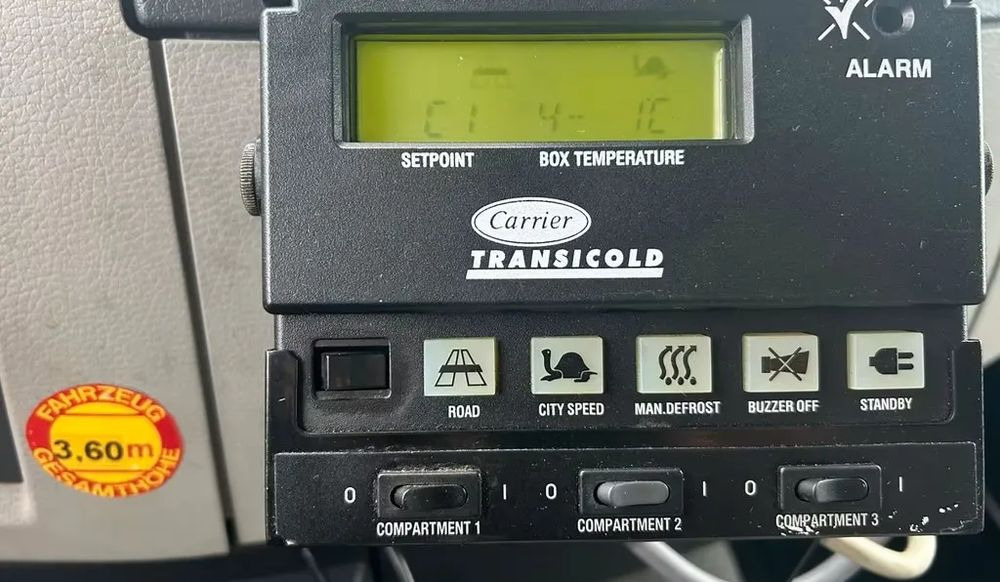 ALARM
C1 4-- 1C
SETPOINT BOX TEMPERATURE
Carrier
TRANSICOLD
ROAD CITY SPEED MAN.DEFROST BUZZER OFF STANDBY
FAHRZEUG
3,60m
GESAMTHÖHE
0 I 0 I 0 I
COMPARTMENT 1 COMPARTMENT 2 COMPARTMENT 3